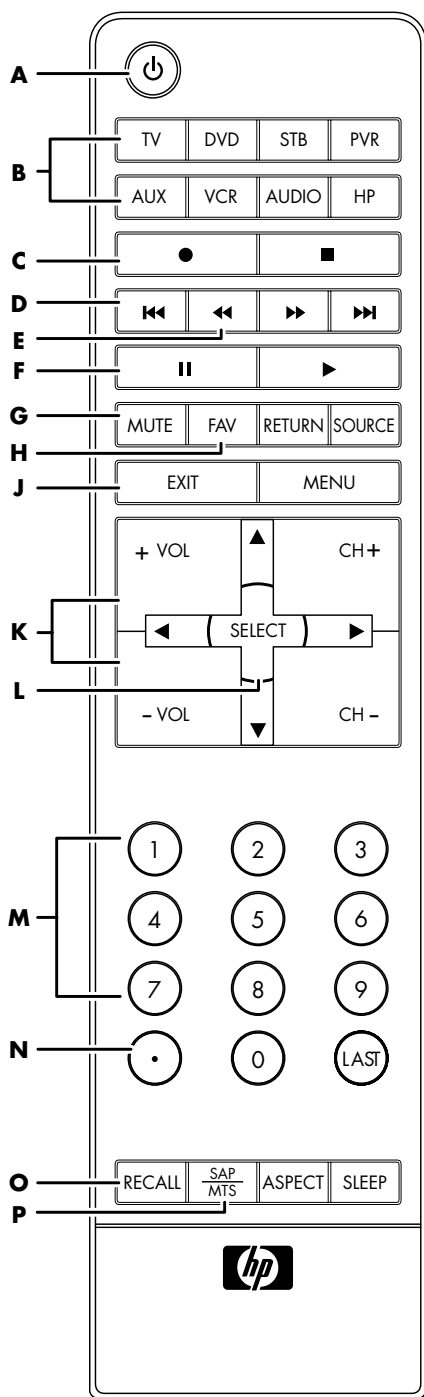 A
B
TV DVD STB PVR
AUX VCR AUDIO HP
C
D
E
F
G
MUTE FAV RETURN SOURCE
H
J
EXIT MENU
+ VOL CH +
K
SELECT
L
– VOL CH –
1 2 3
M
4 5 6
7 8 9
N
. 0 LAST
O
RECALL SAP/MTS ASPECT SLEEP
P
hp